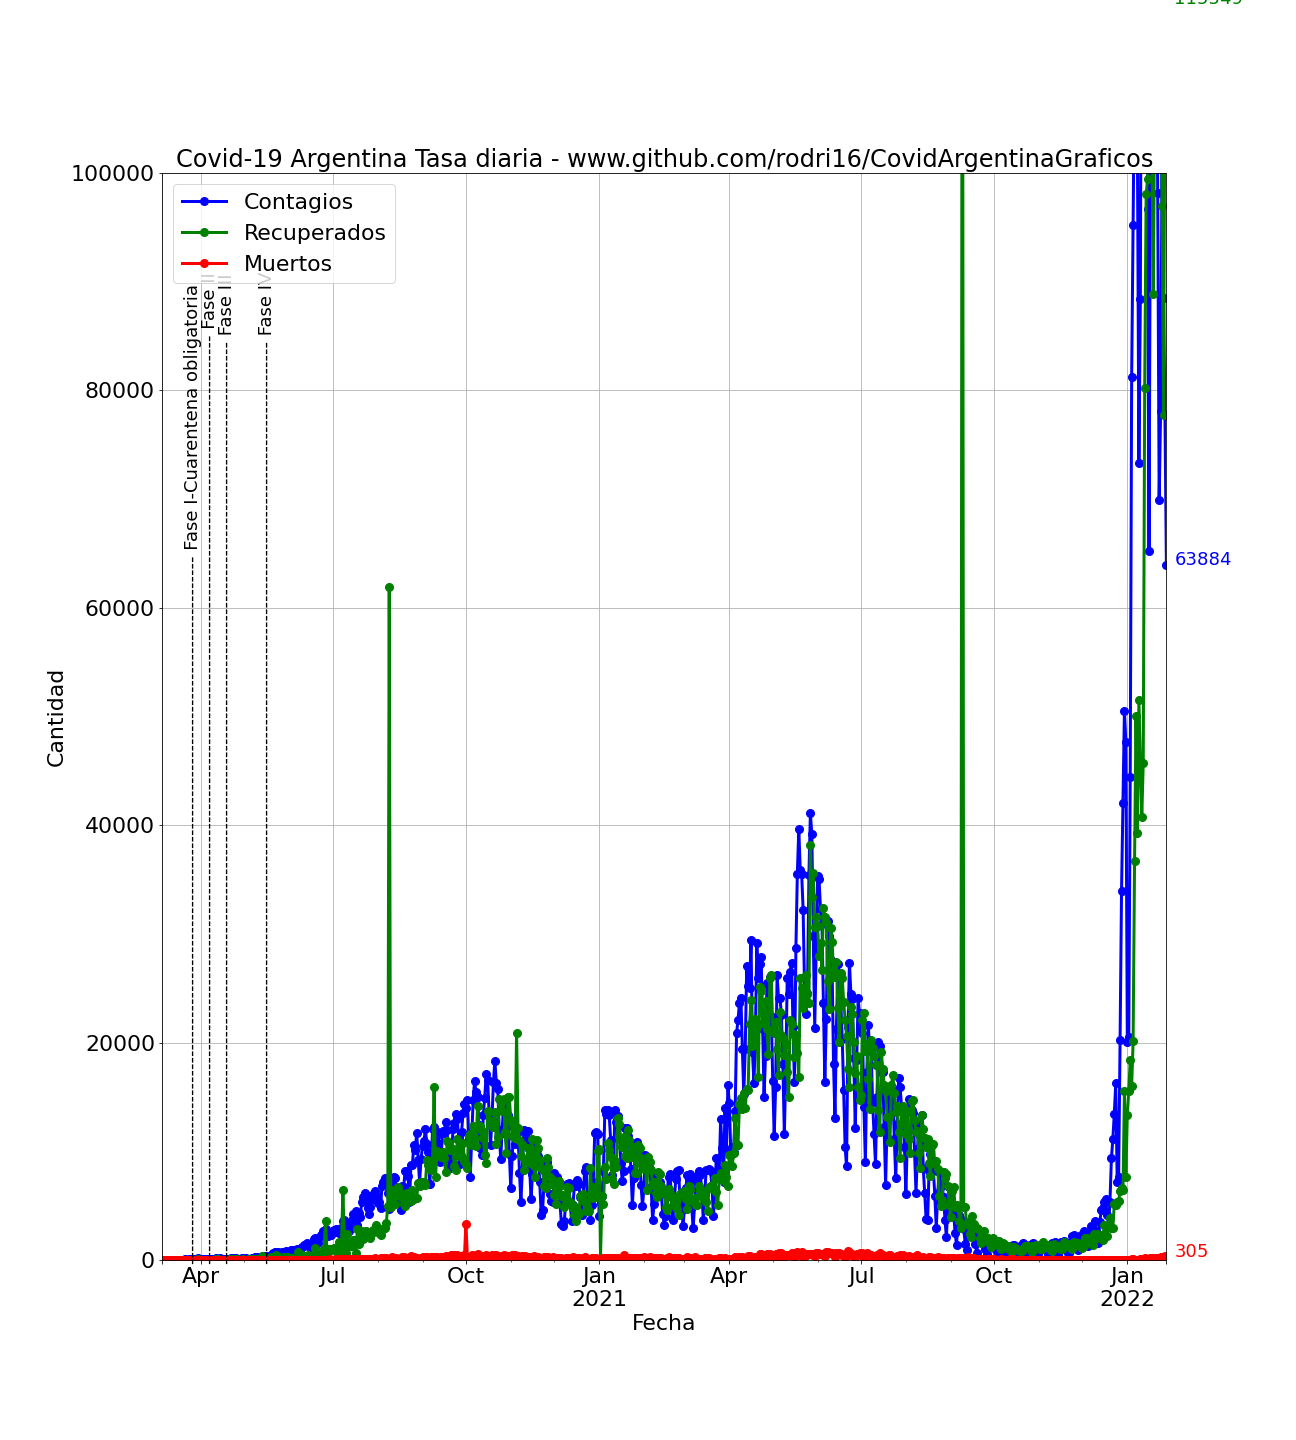 Covid-19 Argentina Tasa diaria - www.github.com/rodri16/CovidArgentinaGraficos
100000
80000
60000
40000
20000
0
Cantidad
Contagios
Recuperados
Muertos
Fase I-Cuarentena obligatoria
Fase II
Fase III
Fase IV
63884
305
Apr
Jul
Oct
Jan
2021
Apr
Jul
Oct
Jan
2022
Fecha